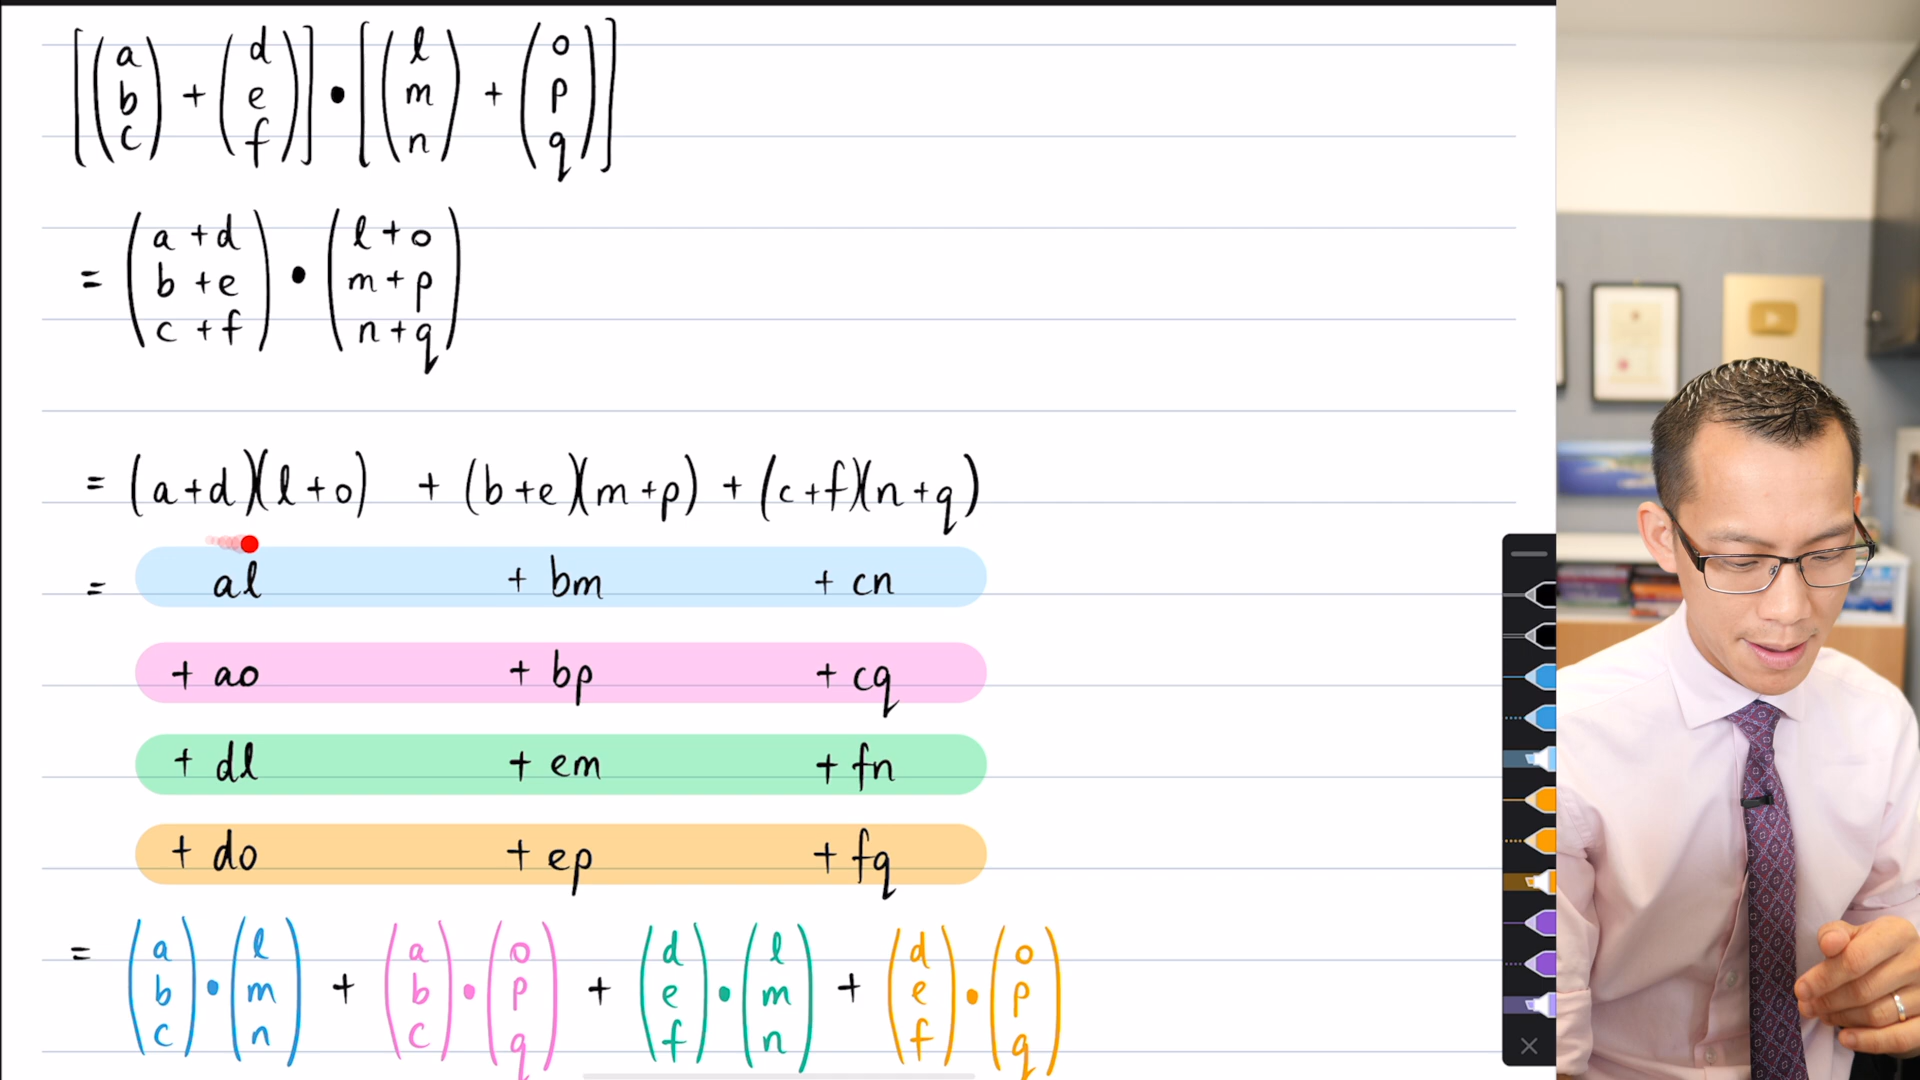 [(a b c) + (d e f)] • [(l m n) + (o p q)]
= (a+d b+e c+f) • (l+o m+p n+q)
= (a+d)(l+o) + (b+e)(m+p) + (c+f)(n+q)
= al + bm + cn
+ ao + bp + cq
+ dl + em + fn
+ do + ep + fq
= (a b c) • (l m n) + (a b c) • (o p q) + (d e f) • (l m n) + (d e f) • (o p q)